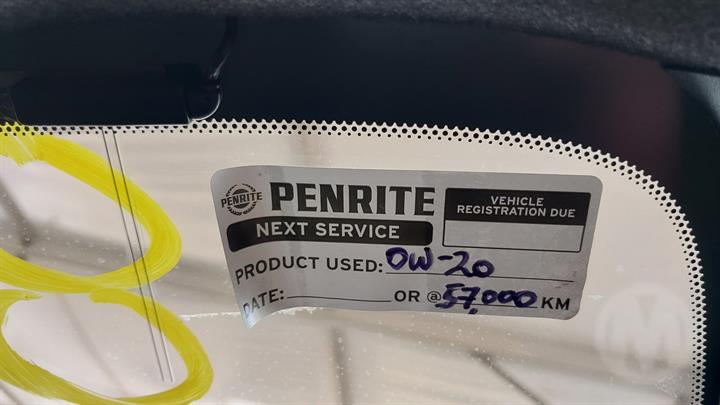 PENRITE
PENRITE
VEHICLE
REGISTRATION DUE
NEXT SERVICE
PRODUCT USED: 0W-20
DATE: OR @ 57,000 KM
M